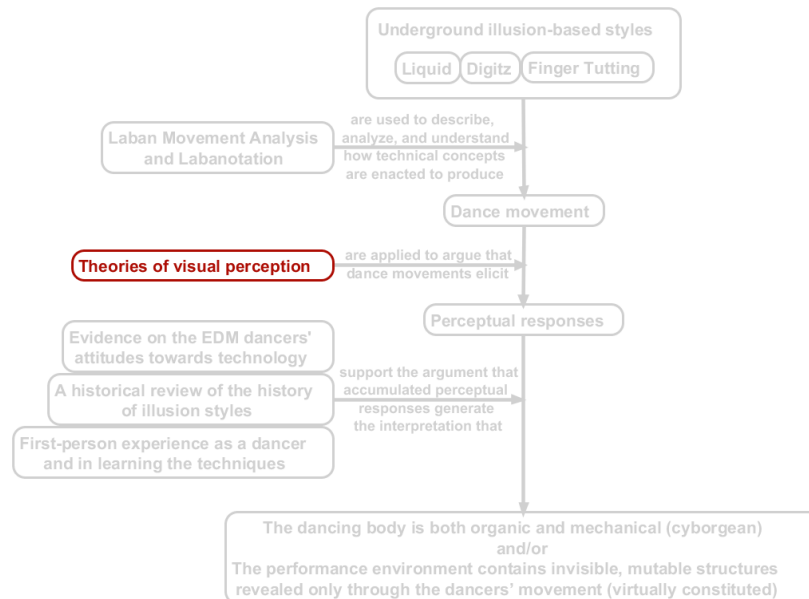 Underground illusion-based styles
Liquid Digitz Finger Tutting
are used to describe,
analyze, and understand
how technical concepts
are enacted to produce
Laban Movement Analysis
and Labanotation
Dance movement
Theories of visual perception
are applied to argue that
dance movements elicit
Perceptual responses
Evidence on the EDM dancers'
attitudes towards technology
A historical review of the history
of illusion styles
First-person experience as a dancer
and in learning the techniques
support the argument that
accumulated perceptual
responses generate
the interpretation that
The dancing body is both organic and mechanical (cyborgean)
and/or
The performance environment contains invisible, mutable structures
revealed only through the dancers’ movement (virtually constituted)